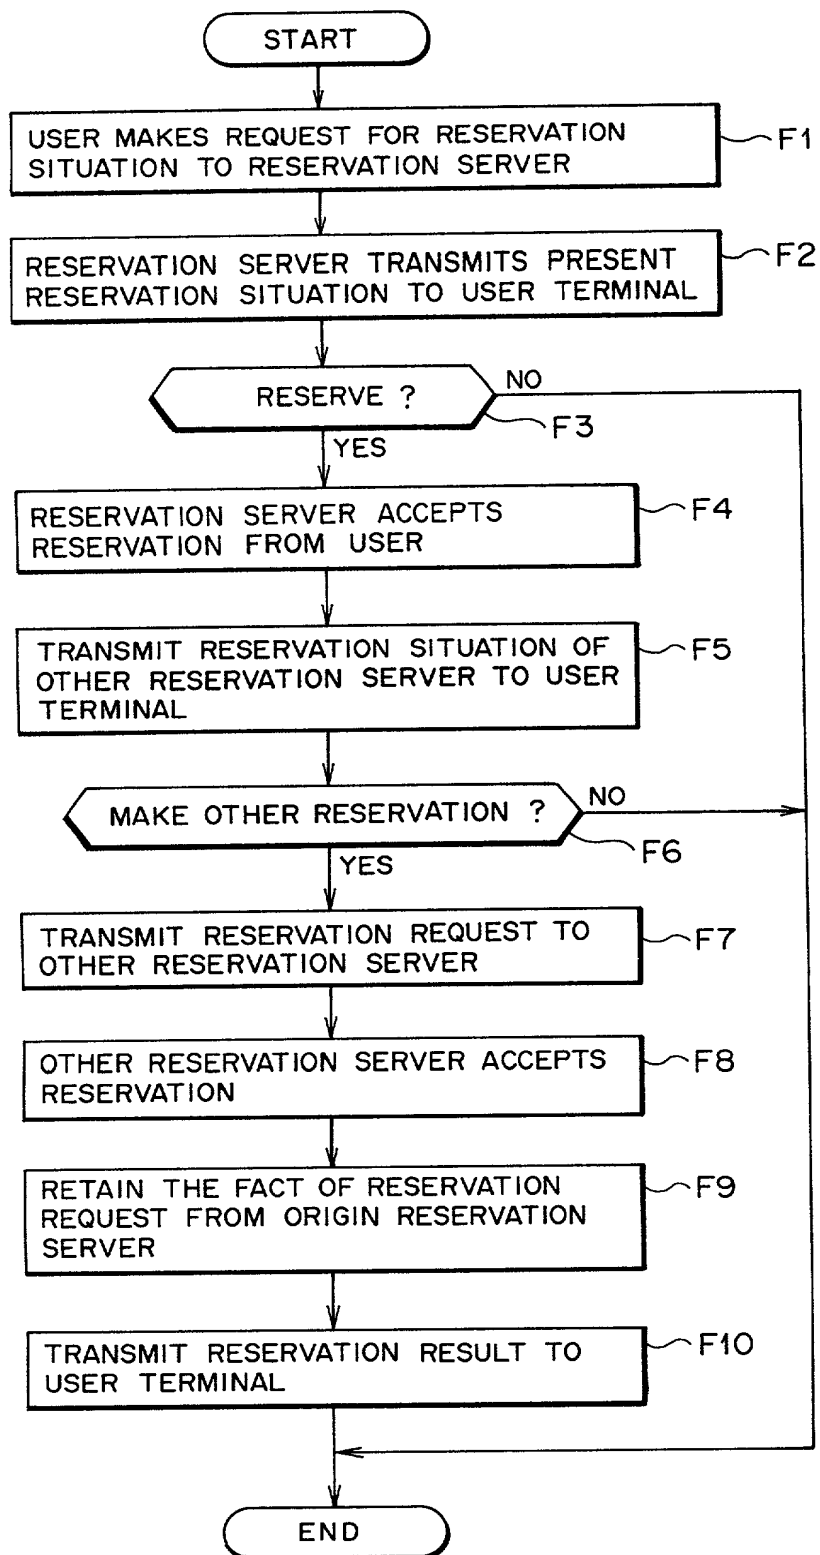 START
USER MAKES REQUEST FOR RESERVATION
SITUATION TO RESERVATION SERVER
F1
RESERVATION SERVER TRANSMITS PRESENT
RESERVATION SITUATION TO USER TERMINAL
F2
RESERVE ?
NO
F3
YES
RESERVATION SERVER ACCEPTS
RESERVATION FROM USER
F4
TRANSMIT RESERVATION SITUATION OF
OTHER RESERVATION SERVER TO USER
TERMINAL
F5
MAKE OTHER RESERVATION ?
NO
F6
YES
TRANSMIT RESERVATION REQUEST TO
OTHER RESERVATION SERVER
F7
OTHER RESERVATION SERVER ACCEPTS
RESERVATION
F8
RETAIN THE FACT OF RESERVATION
REQUEST FROM ORIGIN RESERVATION
SERVER
F9
TRANSMIT RESERVATION RESULT TO
USER TERMINAL
F10
END